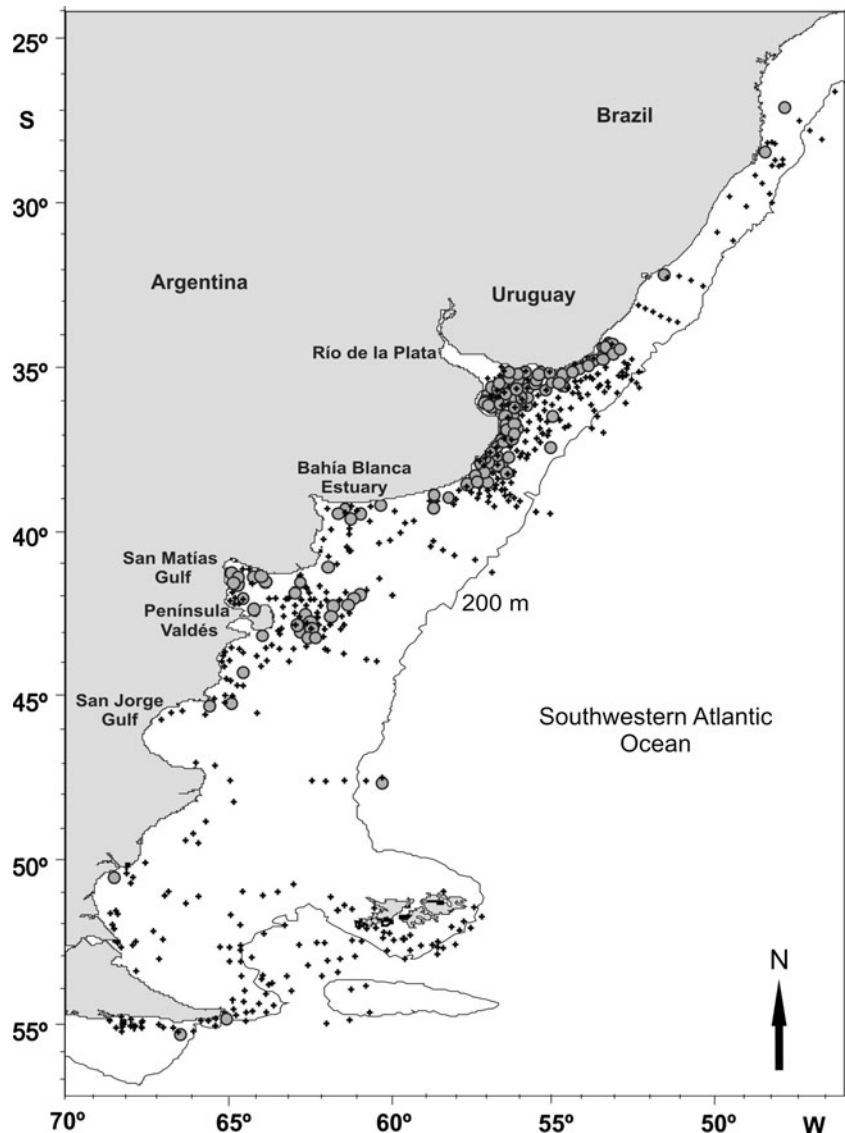 25º
S
Brazil
30º
Argentina
Uruguay
Río de la Plata
35º
Bahía Blanca
Estuary
40º
San Matías
Gulf
Península
Valdés
200 m
45º
San Jorge
Gulf
Southwestern Atlantic
Ocean
50º
N
55º
70º 65º 60º 55º 50º W